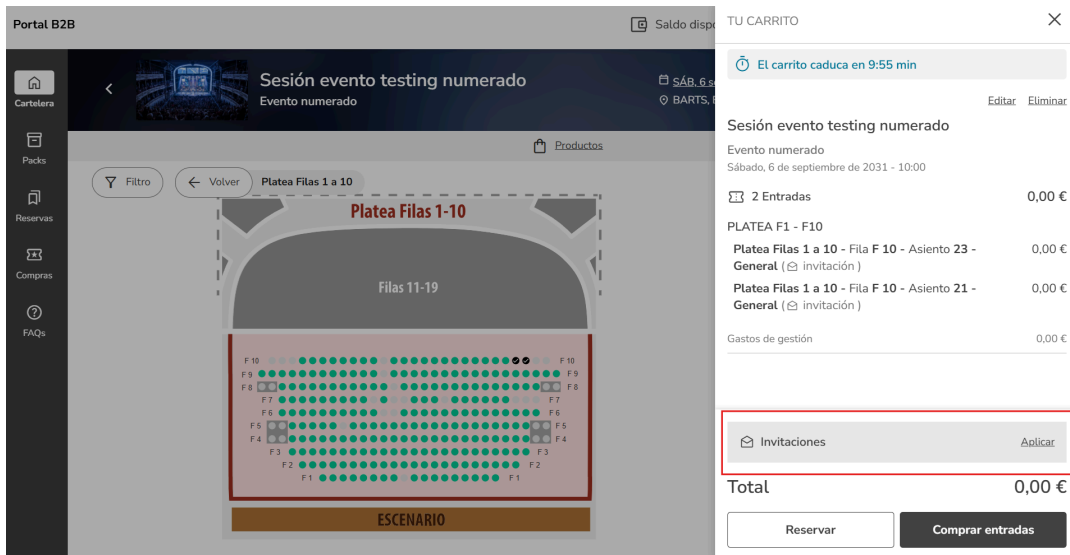 Portal B2B
Saldo dispo
Cartelera
Packs
Reservas
Compras
FAQs
Sesión evento testing numerado
Evento numerado
SÁB, 6 s
BARTS,
Productos
Filtro
Volver
Platea Filas 1 a 10
Platea Filas 1-10
Filas 11-19
F 10 F 10
F 9 F 9
F 8 F 8
F 7 F 7
F 6 F 6
F 5 F 5
F 4 F 4
F 3 F 3
F 2 F 2
F 1 F 1
ESCENARIO
TU CARRITO
El carrito caduca en 9:55 min
Editar Eliminar
Sesión evento testing numerado
Evento numerado
Sábado, 6 de septiembre de 2031 - 10:00
2 Entradas 0,00 €
PLATEA F1 - F10
Platea Filas 1 a 10 - Fila F 10 - Asiento 23 - 0,00 €
General ( invitación )
Platea Filas 1 a 10 - Fila F 10 - Asiento 21 - 0,00 €
General ( invitación )
Gastos de gestión 0,00 €
Invitaciones Aplicar
Total 0,00 €
Reservar
Comprar entradas